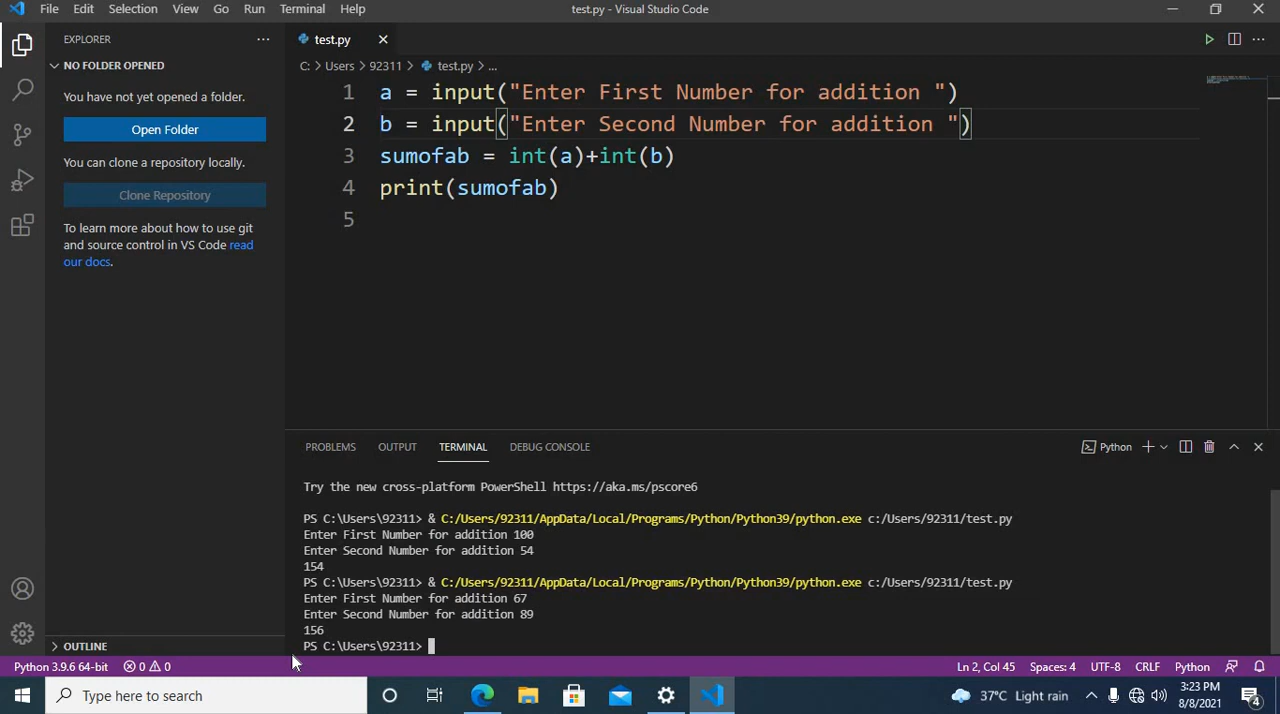 File Edit Selection View Go Run Terminal Help test.py - Visual Studio Code
EXPLORER ...
NO FOLDER OPENED
You have not yet opened a folder.
Open Folder
You can clone a repository locally.
Clone Repository
To learn more about how to use git
and source control in VS Code read
our docs.
OUTLINE
test.py
C: > Users > 92311 > test.py > ...
1 a = input("Enter First Number for addition ")
2 b = input("Enter Second Number for addition ")
3 sumofab = int(a)+int(b)
4 print(sumofab)
5
PROBLEMS OUTPUT TERMINAL DEBUG CONSOLE Python
Try the new cross-platform PowerShell https://aka.ms/pscore6
PS C:\Users\92311> & C:/Users/92311/AppData/Local/Programs/Python/Python39/python.exe c:/Users/92311/test.py
Enter First Number for addition 100
Enter Second Number for addition 54
154
PS C:\Users\92311> & C:/Users/92311/AppData/Local/Programs/Python/Python39/python.exe c:/Users/92311/test.py
Enter First Number for addition 67
Enter Second Number for addition 89
156
PS C:\Users\92311>
Python 3.9.6 64-bit 0 0 Ln 2, Col 45 Spaces: 4 UTF-8 CRLF Python
Type here to search 37°C Light rain 3:23 PM
8/8/2021 4